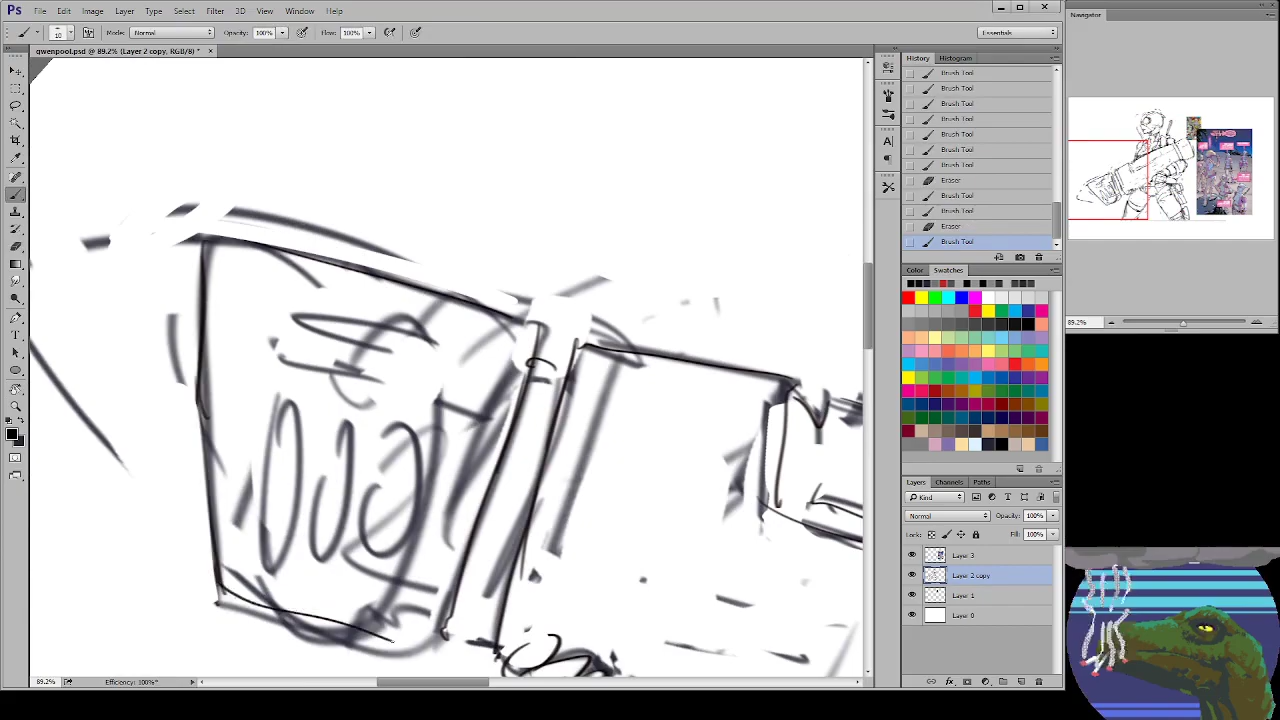 Ps File Edit Image Layer Type Select Filter 3D View Window Help
10 Mode: Normal Opacity: 100% Flow: 100% Essentials
qwenpool.psd @ 89.2% (Layer 2 copy, RGB/8) * ×
History Histogram
Brush Tool
Brush Tool
Brush Tool
Brush Tool
Brush Tool
Brush Tool
Brush Tool
Eraser
Brush Tool
Brush Tool
Eraser
Brush Tool
Color Swatches
Layers Channels Paths
Kind
Normal Opacity: 100%
Lock: Fill: 100%
Layer 3
Layer 2 copy
Layer 1
Layer 0
89.2% Efficiency: 100%*
Navigator
89.2%